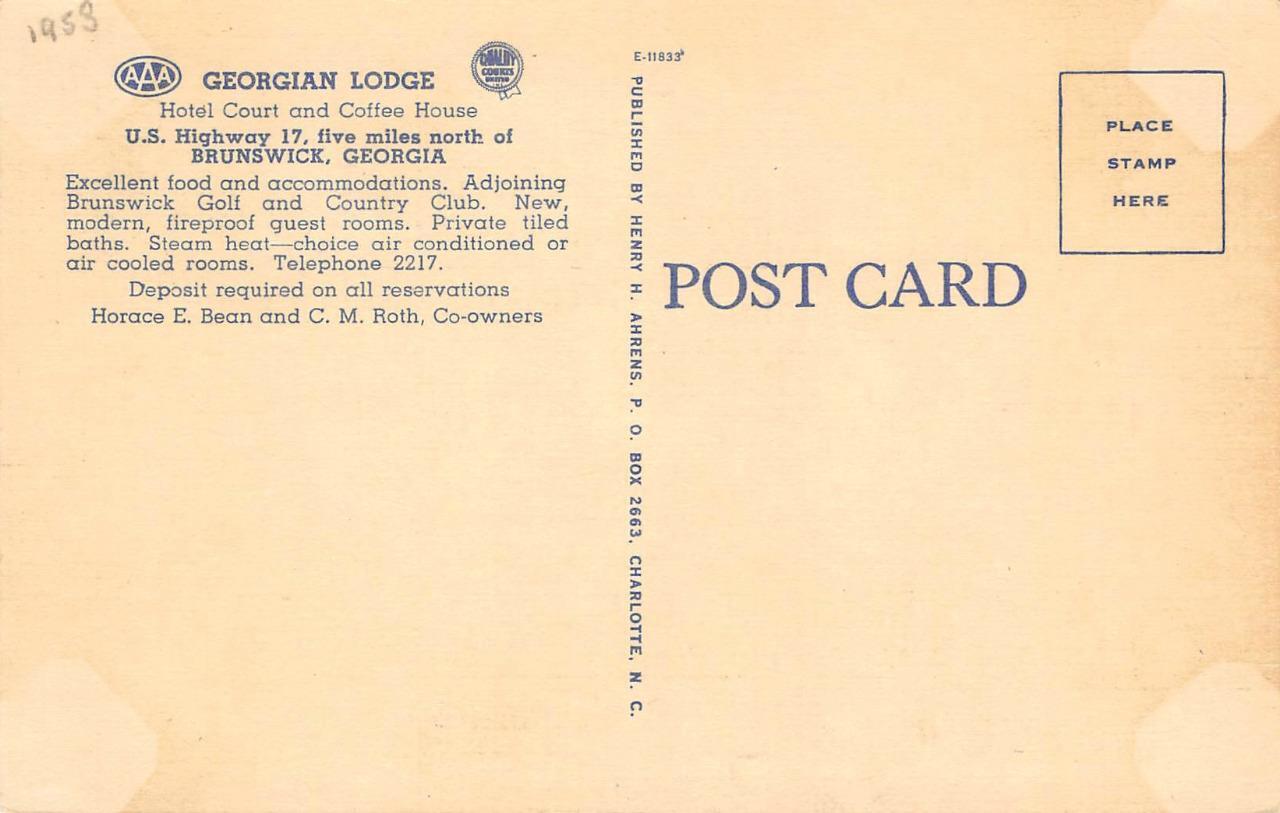 1953
AAA
GEORGIAN LODGE
QUALITY
COURTS
UNITED
Hotel Court and Coffee House
U.S. Highway 17, five miles north of
BRUNSWICK, GEORGIA
Excellent food and accommodations. Adjoining
Brunswick Golf and Country Club. New,
modern, fireproof guest rooms. Private tiled
baths. Steam heat—choice air conditioned or
air cooled rooms. Telephone 2217.
Deposit required on all reservations
Horace E. Bean and C. M. Roth, Co-owners
E-11833
PUBLISHED BY HENRY H. AHRENS, P. O. BOX 2663, CHARLOTTE, N. C.
POST CARD
PLACE
STAMP
HERE